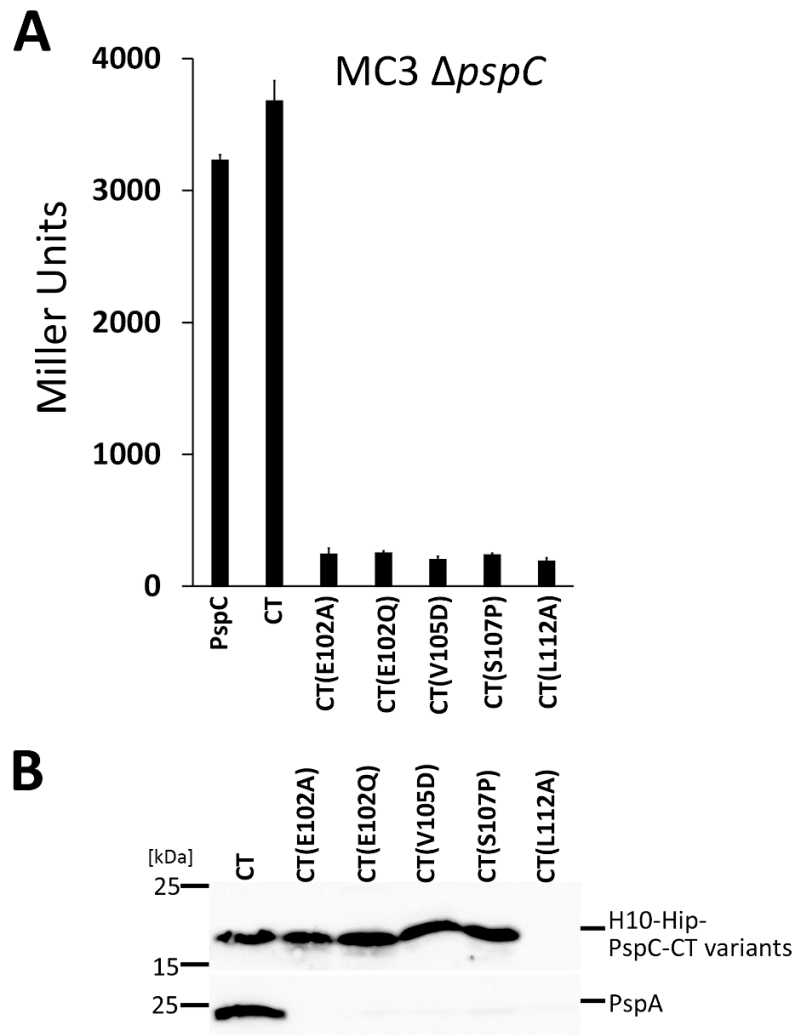 A
MC3 ΔpspC
Miller Units
4000
3000
2000
1000
0
PspC
CT
CT(E102A)
CT(E102Q)
CT(V105D)
CT(S107P)
CT(L112A)
B
CT
CT(E102A)
CT(E102Q)
CT(V105D)
CT(S107P)
CT(L112A)
[kDa]
25
15
25
H10-Hip-
PspC-CT variants
PspA